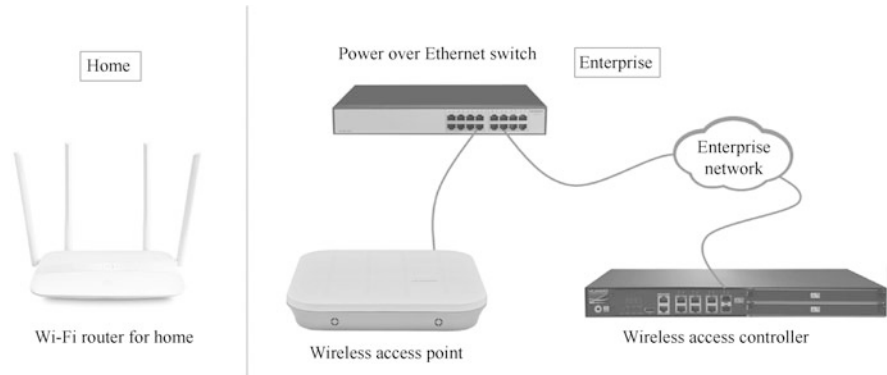 Home
Wi-Fi router for home
Power over Ethernet switch
Enterprise
Enterprise
network
Wireless access point
Wireless access controller